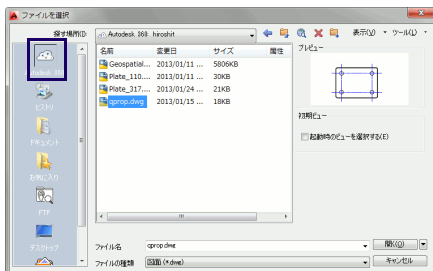 ファイルを選択
探す場所(I):
Autodesk 360: hiroshit
表示(V)
ツール(L)
名前 変更日 サイズ 属性
Geospatial... 2013/01/11 ... 5806KB
Plate_110.... 2013/01/11 ... 30KB
Plate_317.... 2013/01/24 ... 21KB
qprop.dwg 2013/01/15 ... 18KB
プレビュー
初期ビュー
起動時のビューを選択する(E)
Autodesk 360
ヒストリ
ドキュメント
お気に入り
FTP
デスクトップ
ファイル名 qprop.dwg
開く(O)
ファイルの種類 図面 (*.dwg)
キャンセル